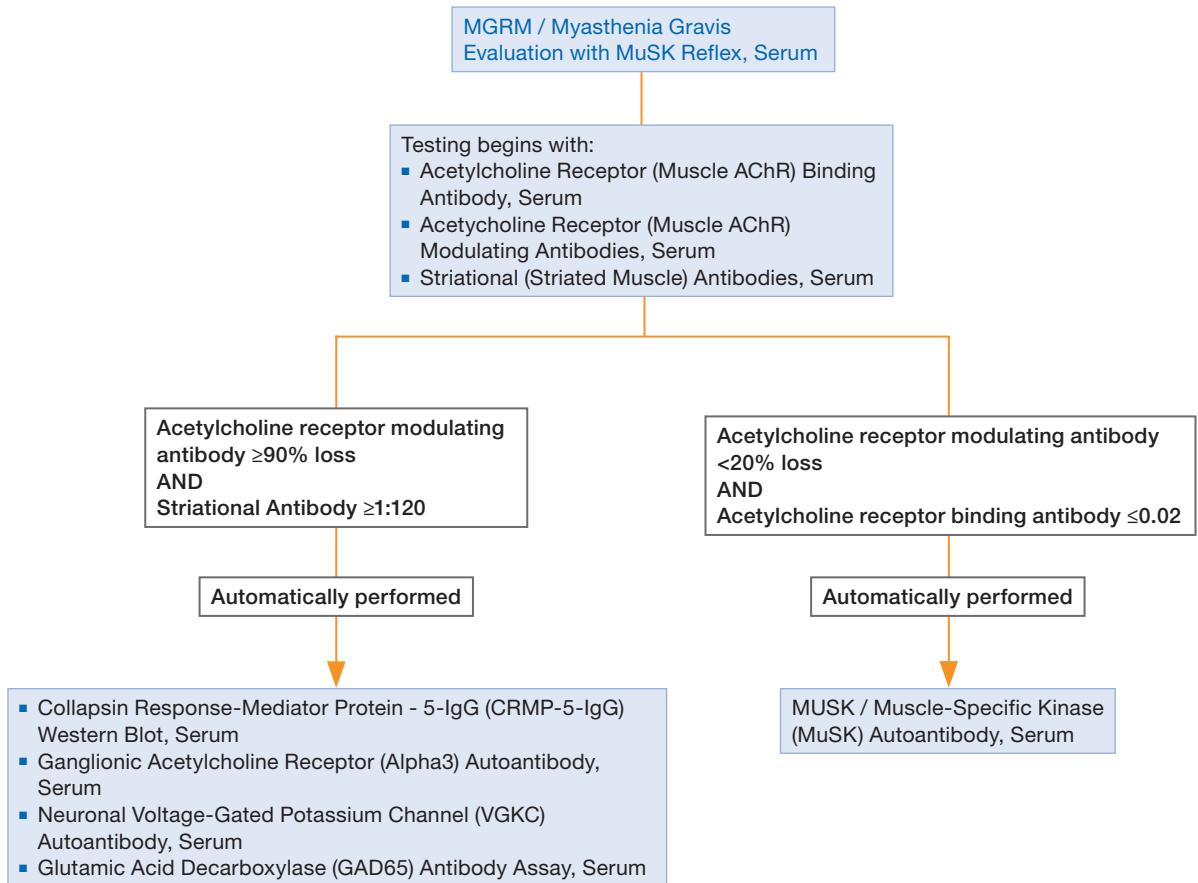 MGRM / Myasthenia Gravis
Evaluation with MuSK Reflex, Serum
Testing begins with:
▪ Acetylcholine Receptor (Muscle AChR) Binding
Antibody, Serum
▪ Acetycholine Receptor (Muscle AChR)
Modulating Antibodies, Serum
▪ Striational (Striated Muscle) Antibodies, Serum
Acetylcholine receptor modulating
antibody ≥90% loss
AND
Striational Antibody ≥1:120
Automatically performed
▪ Collapsin Response-Mediator Protein - 5-IgG (CRMP-5-IgG)
Western Blot, Serum
▪ Ganglionic Acetylcholine Receptor (Alpha3) Autoantibody,
Serum
▪ Neuronal Voltage-Gated Potassium Channel (VGKC)
Autoantibody, Serum
▪ Glutamic Acid Decarboxylase (GAD65) Antibody Assay, Serum
Acetylcholine receptor modulating antibody
<20% loss
AND
Acetylcholine receptor binding antibody ≤0.02
Automatically performed
MUSK / Muscle-Specific Kinase
(MuSK) Autoantibody, Serum